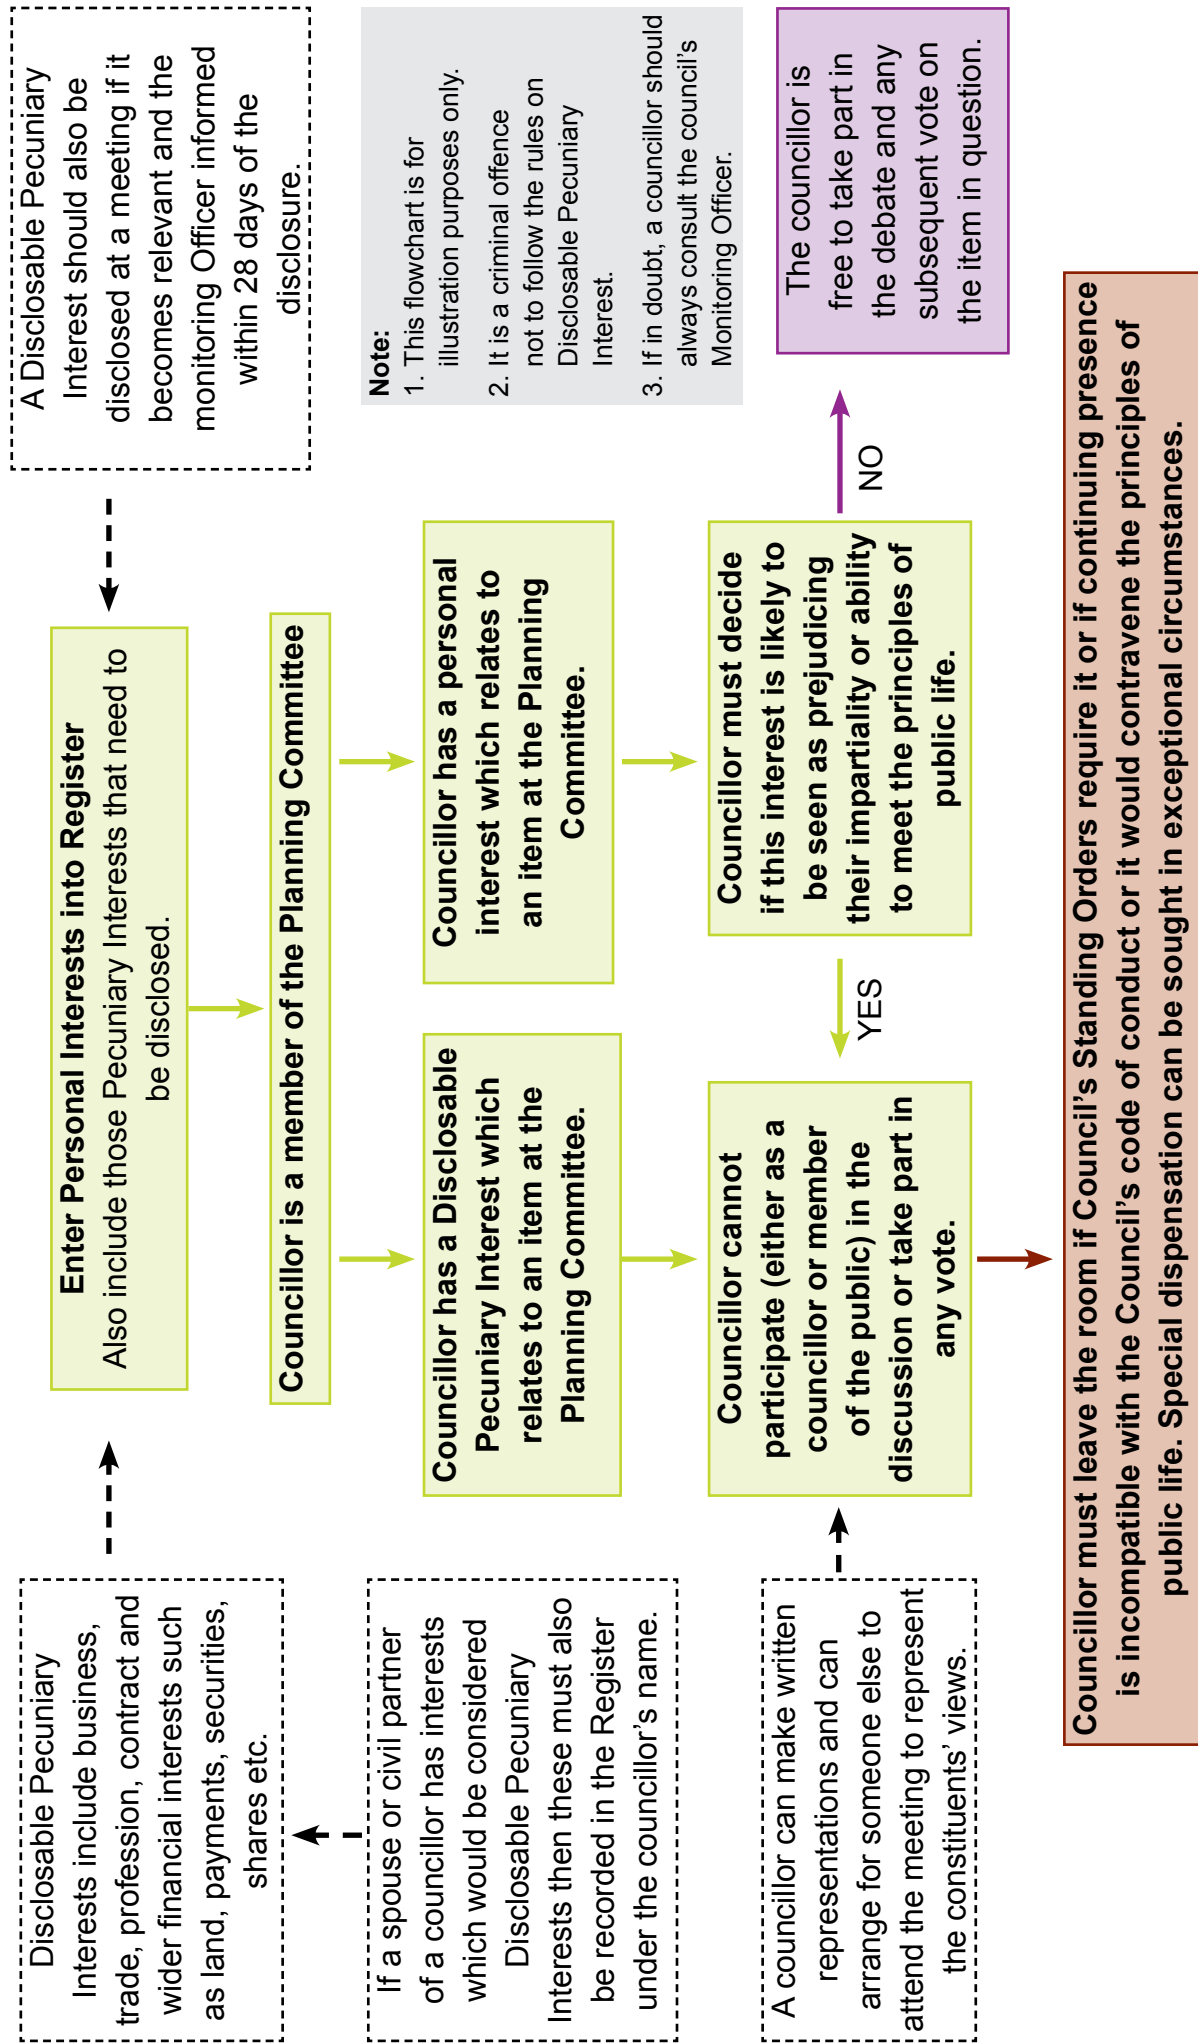 Disclosable Pecuniary
Interests include business,
trade, profession, contract and
wider financial interests such
as land, payments, securities,
shares etc.
Enter Personal Interests into Register
Also include those Pecuniary Interests that need to
be disclosed.
A Disclosable Pecuniary
Interest should also be
disclosed at a meeting if it
becomes relevant and the
monitoring Officer informed
within 28 days of the
disclosure.
Councillor is a member of the Planning Committee
If a spouse or civil partner
of a councillor has interests
which would be considered
Disclosable Pecuniary
Interests then these must also
be recorded in the Register
under the councillor's name.
Councillor has a Disclosable
Pecuniary Interest which
relates to an item at the
Planning Committee.
Councillor has a personal
interest which relates to
an item at the Planning
Committee.
Note:
1. This flowchart is for
illustration purposes only.
2. It is a criminal offence
not to follow the rules on
Disclosable Pecuniary
Interest.
3. If in doubt, a councillor should
always consult the council's
Monitoring Officer.
A councillor can make written
representations and can
arrange for someone else to
attend the meeting to represent
the constituents' views.
Councillor cannot
participate (either as a
councillor or member
of the public) in the
discussion or take part in
any vote.
YES
Councillor must decide
if this interest is likely to
be seen as prejudicing
their impartiality or ability
to meet the principles of
public life.
NO
The councillor is
free to take part in
the debate and any
subsequent vote on
the item in question.
Councillor must leave the room if Council's Standing Orders require it or if continuing presence
is incompatible with the Council's code of conduct or it would contravene the principles of
public life. Special dispensation can be sought in exceptional circumstances.